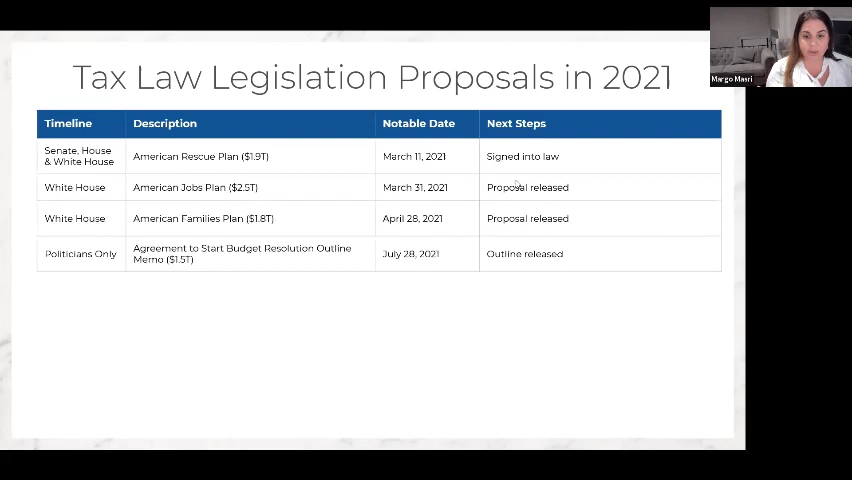 Margo Masri
Tax Law Legislation Proposals in 2021
Timeline Description Notable Date Next Steps
Senate, House
& White House American Rescue Plan ($1.9T) March 11, 2021 Signed into law
White House American Jobs Plan ($2.5T) March 31, 2021 Proposal released
White House American Families Plan ($1.8T) April 28, 2021 Proposal released
Politicians Only Agreement to Start Budget Resolution Outline
Memo ($1.5T) July 28, 2021 Outline released